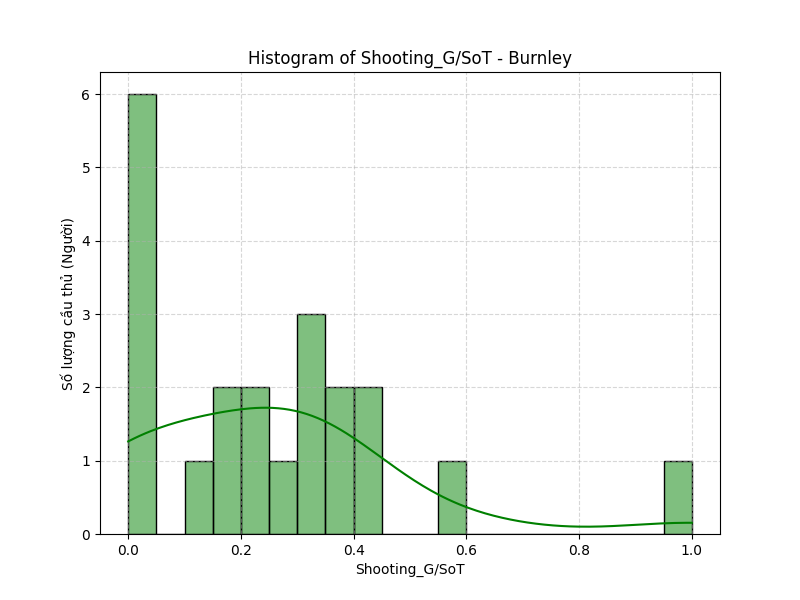 Histogram of Shooting_G/SoT - Burnley
Số lượng cầu thủ (Người)
6
5
4
3
2
1
0
0.0 0.2 0.4 0.6 0.8 1.0
Shooting_G/SoT